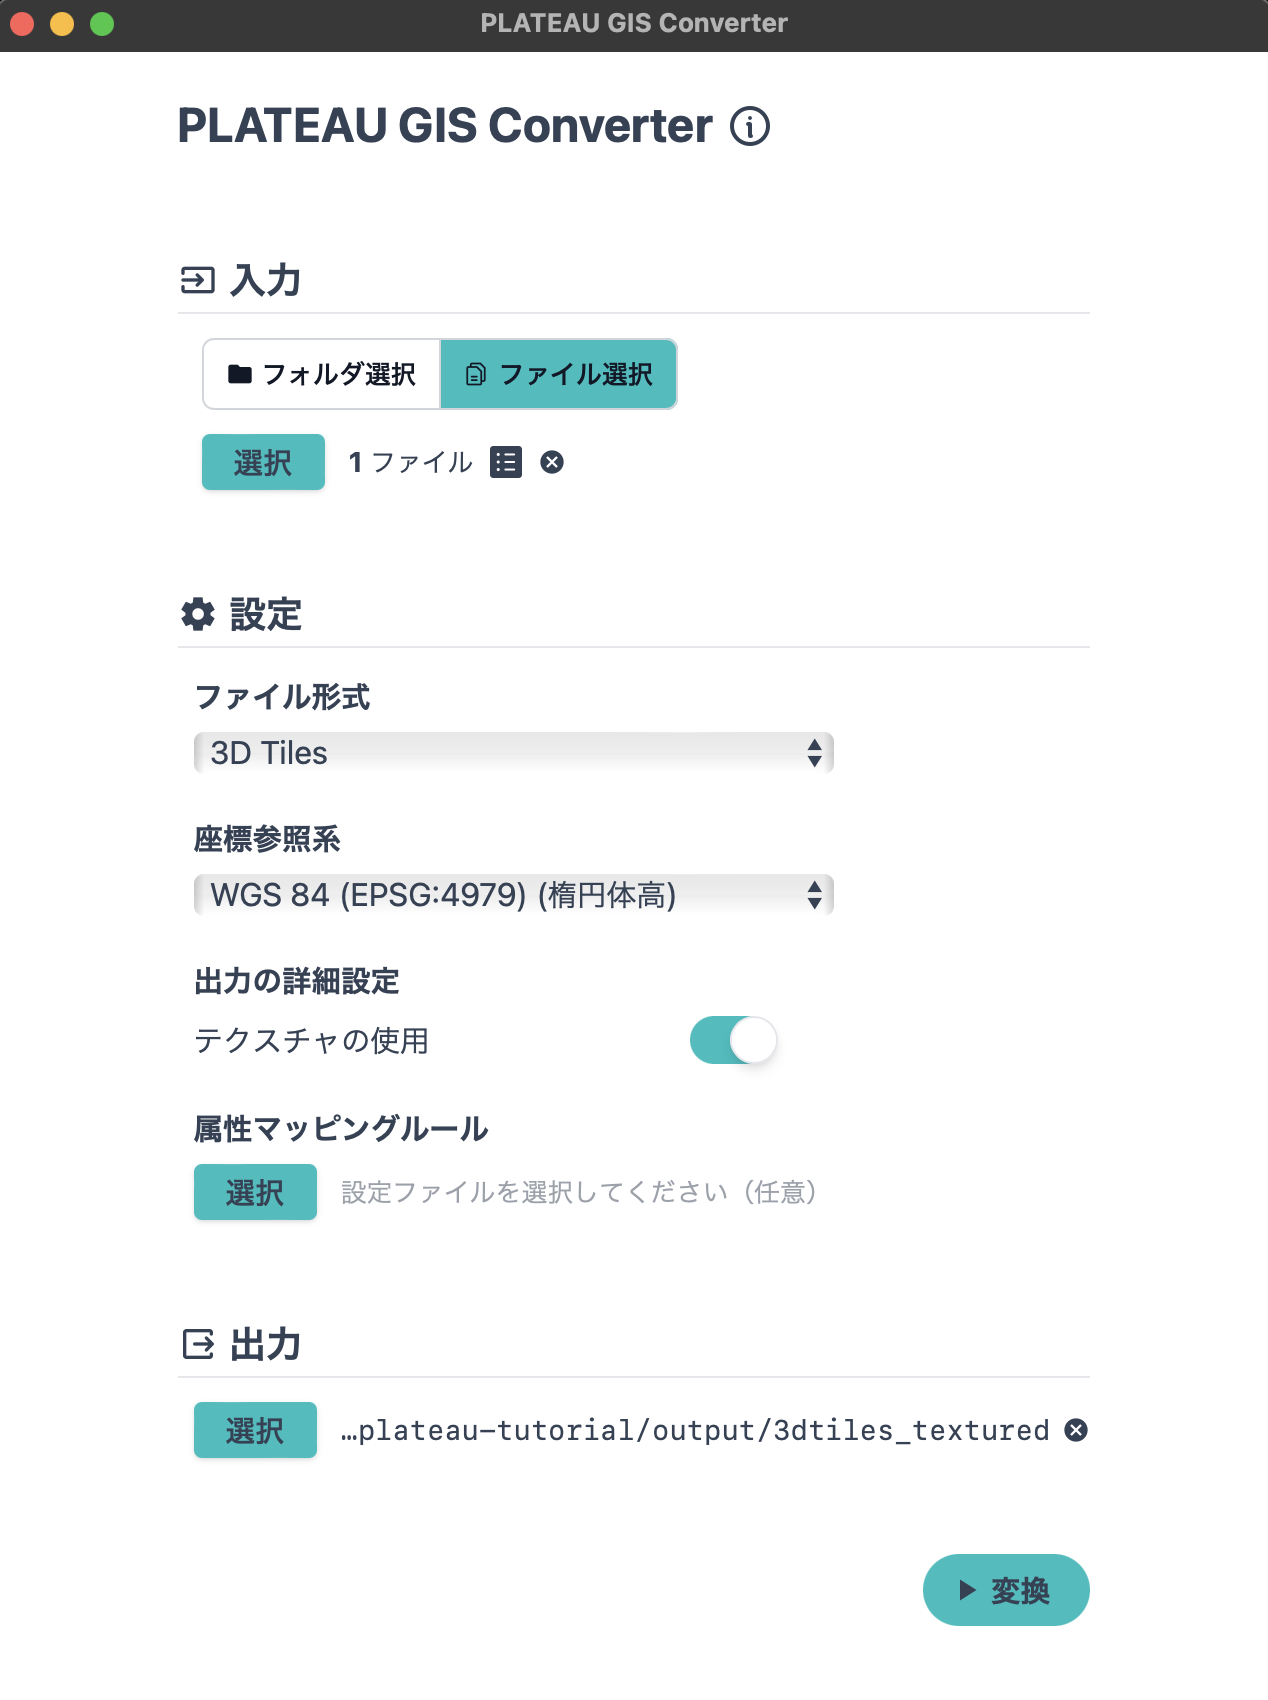 PLATEAU GIS Converter
PLATEAU GIS Converter
入力
フォルダ選択 ファイル選択
選択 1 ファイル
設定
ファイル形式
3D Tiles
座標参照系
WGS 84 (EPSG:4979) (楕円体高)
出力の詳細設定
テクスチャの使用
属性マッピングルール
選択 設定ファイルを選択してください（任意）
出力
選択 …plateau-tutorial/output/3dtiles_textured
変換